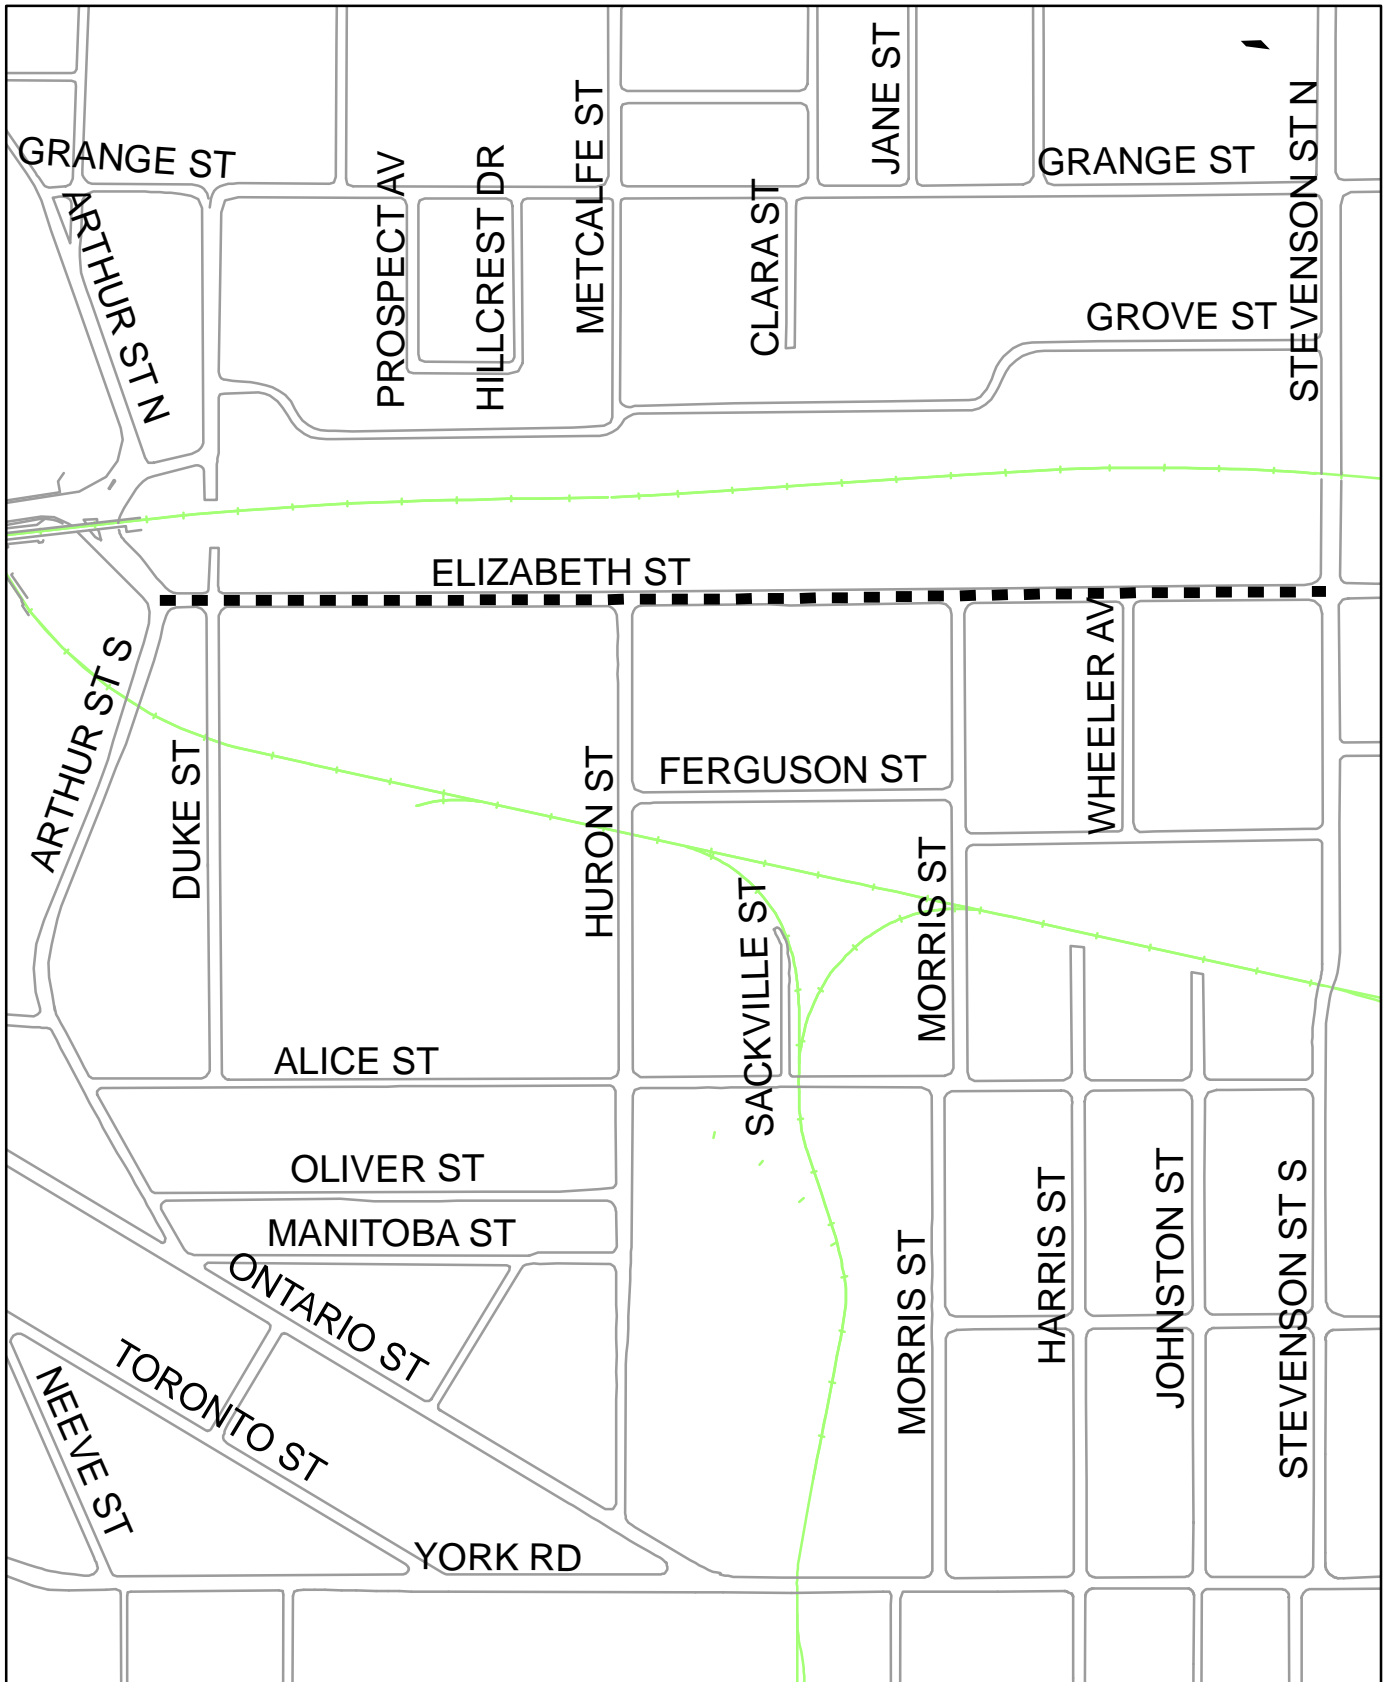 JANE ST
GRANGE ST
GRANGE ST
METCALFE ST
STEVENSON ST N
PROSPECT AV
HILLCREST DR
CLARA ST
ARTHUR ST N
GROVE ST
ELIZABETH ST
WHEELER AV
ARTHUR ST S
DUKE ST
HURON ST
FERGUSON ST
MORRIS ST
SACKVILLE ST
ALICE ST
OLIVER ST
MANITOBA ST
ONTARIO ST
HARRIS ST
JOHNSTON ST
STEVENSON ST S
MORRIS ST
TORONTO ST
NEEVE ST
YORK RD